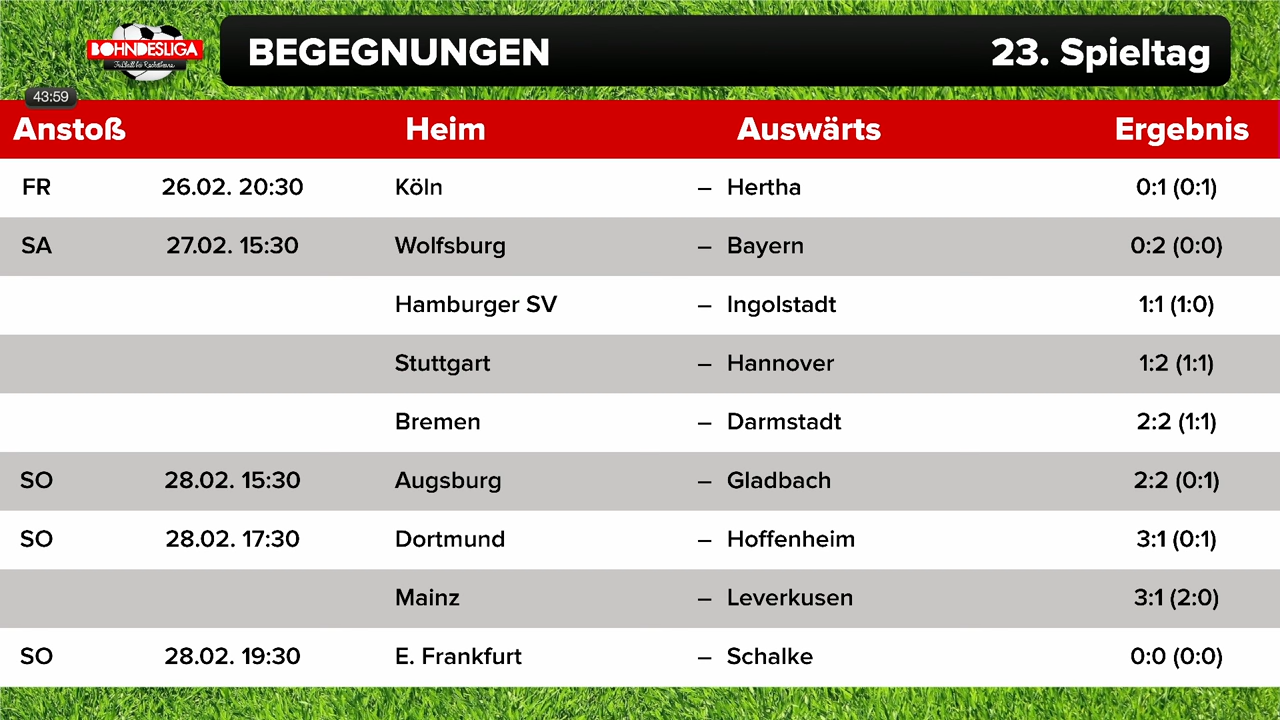 BOHNDESLIGA
Fußball bei Rocketbeans
BEGEGNUNGEN 23. Spieltag
43:59
Anstoß Heim Auswärts Ergebnis
FR 26.02. 20:30 Köln – Hertha 0:1 (0:1)
SA 27.02. 15:30 Wolfsburg – Bayern 0:2 (0:0)
Hamburger SV – Ingolstadt 1:1 (1:0)
Stuttgart – Hannover 1:2 (1:1)
Bremen – Darmstadt 2:2 (1:1)
SO 28.02. 15:30 Augsburg – Gladbach 2:2 (0:1)
SO 28.02. 17:30 Dortmund – Hoffenheim 3:1 (0:1)
Mainz – Leverkusen 3:1 (2:0)
SO 28.02. 19:30 E. Frankfurt – Schalke 0:0 (0:0)